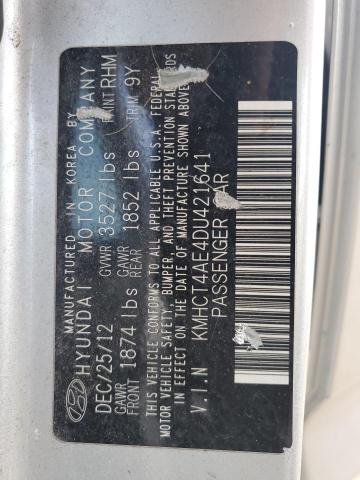 MANUFACTURED IN KOREA BY
HYUNDAI MOTOR COMPANY
DEC/25/12 GVWR 3527 lbs PAINT RHM
GAWR FRONT 1874 lbs GAWR REAR 1852 lbs TRIM 9Y
THIS VEHICLE CONFORMS TO ALL APPLICABLE U.S.A. FEDERAL
MOTOR VEHICLE SAFETY, BUMPER, AND THEFT PREVENTION STANDARDS
IN EFFECT ON THE DATE OF MANUFACTURE SHOWN ABOVE.
V.I.N KMHCT4AE4DU421641
PASSENGER CAR